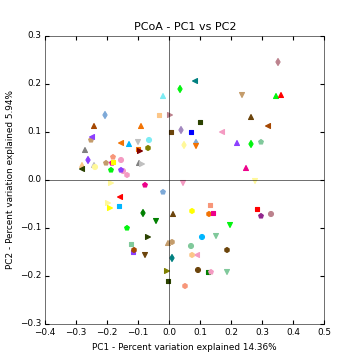 PCoA - PC1 vs PC2
0.3
0.2
0.1
0.0
−0.1
−0.2
−0.3
PC2 - Percent variation explained 5.94%
−0.4 −0.3 −0.2 −0.1 0.0 0.1 0.2 0.3 0.4 0.5
PC1 - Percent variation explained 14.36%